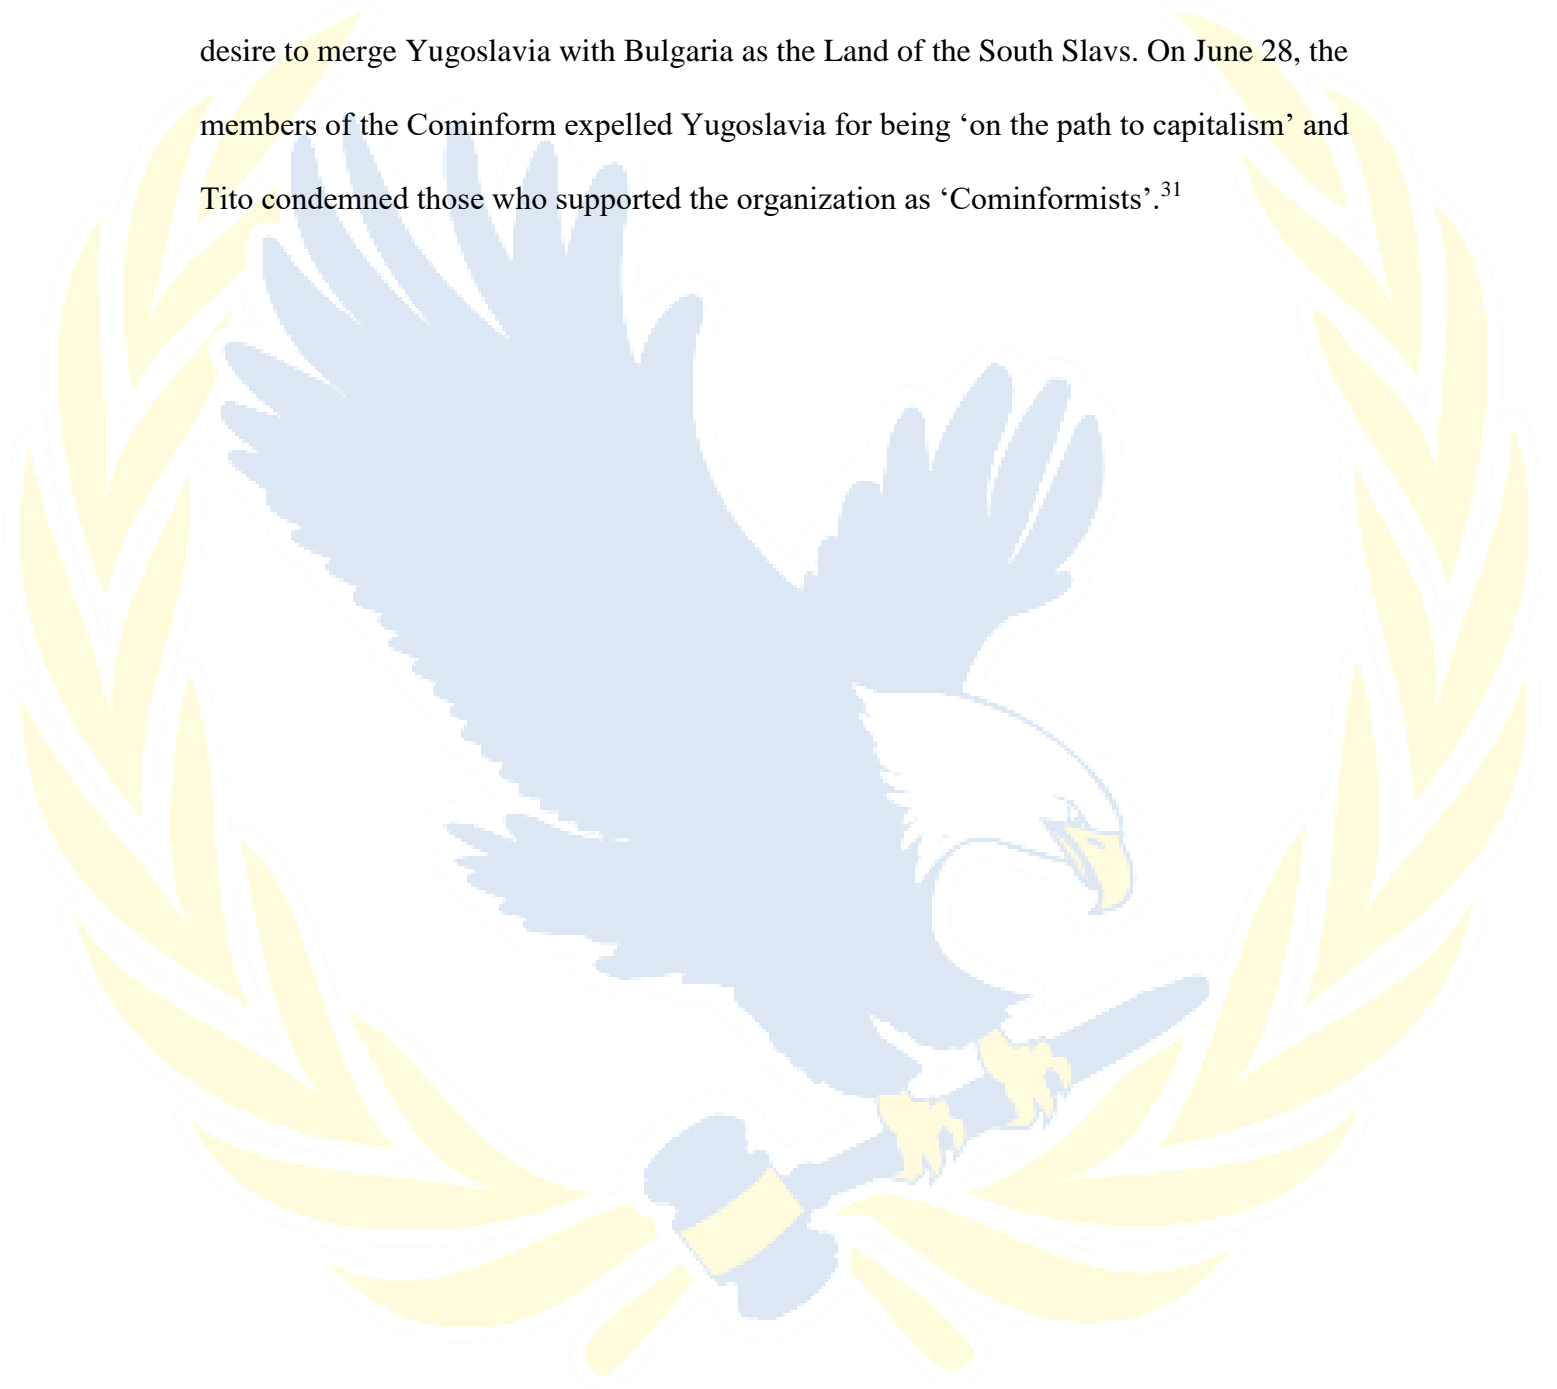 desire to merge Yugoslavia with Bulgaria as the Land of the South Slavs. On June 28, the
members of the Cominform expelled Yugoslavia for being ‘on the path to capitalism’ and
Tito condemned those who supported the organization as ‘Cominformists’.31